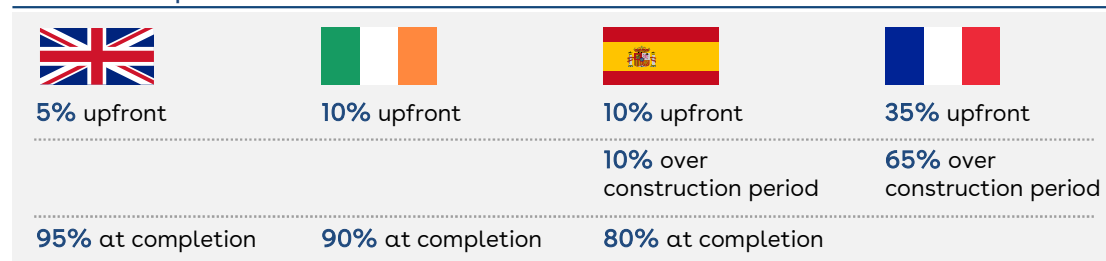 5% upfront
10% upfront
10% upfront
35% upfront
10% over
construction period
65% over
construction period
95% at completion
90% at completion
80% at completion